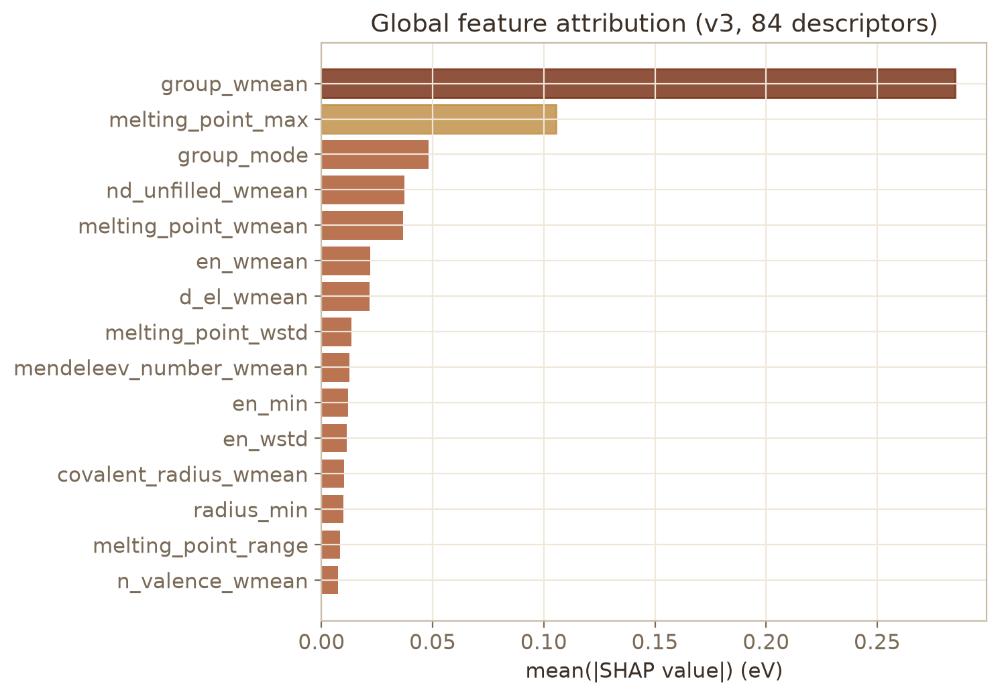 Global feature attribution (v3, 84 descriptors)
group_wmean
melting_point_max
group_mode
nd_unfilled_wmean
melting_point_wmean
en_wmean
d_el_wmean
melting_point_wstd
mendeleev_number_wmean
en_min
en_wstd
covalent_radius_wmean
radius_min
melting_point_range
n_valence_wmean
0.00 0.05 0.10 0.15 0.20 0.25
mean(|SHAP value|) (eV)